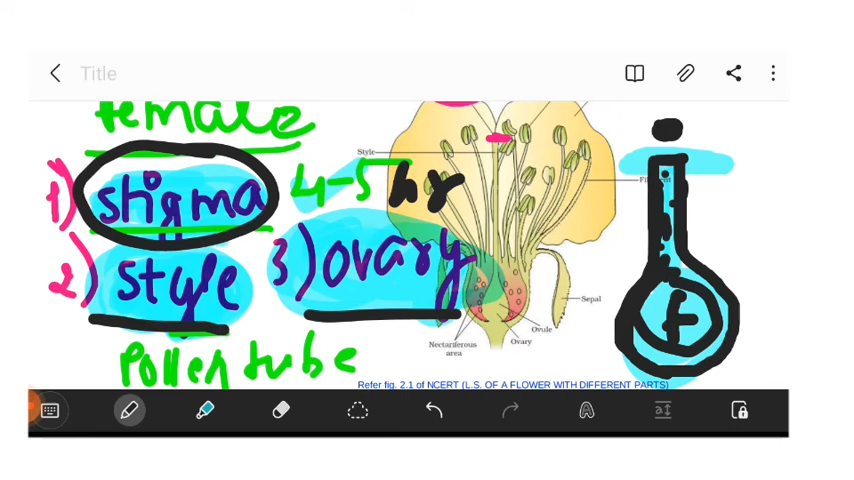 Title
female
1) stigma
4-5 hr
Style
2) style
3) ovary
Sepal
Ovule
Ovary
Nectariferous
area
Pollen tube
Refer fig. 2.1 of NCERT (L.S. OF A FLOWER WITH DIFFERENT PARTS)